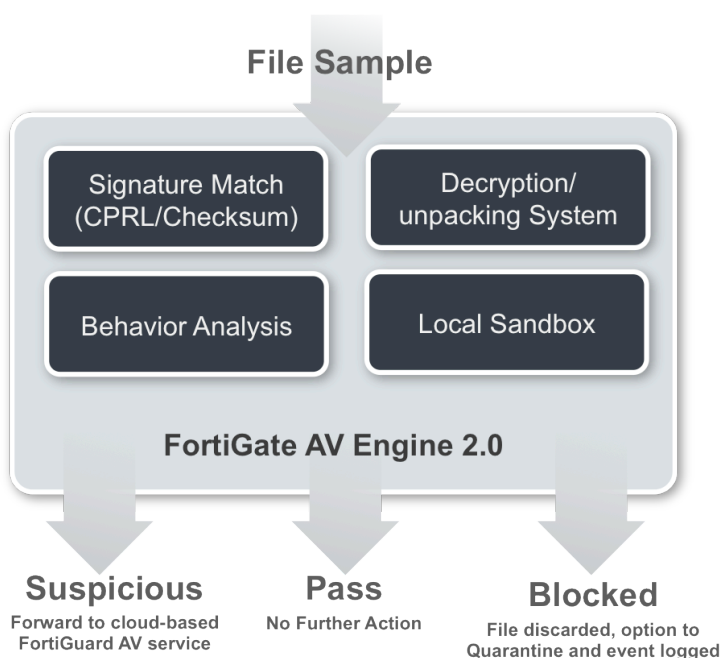 File Sample
Signature Match
(CPRL/Checksum)
Decryption/
unpacking System
Behavior Analysis
Local Sandbox
FortiGate AV Engine 2.0
Suspicious
Forward to cloud-based
FortiGuard AV service
Pass
No Further Action
Blocked
File discarded, option to
Quarantine and event logged